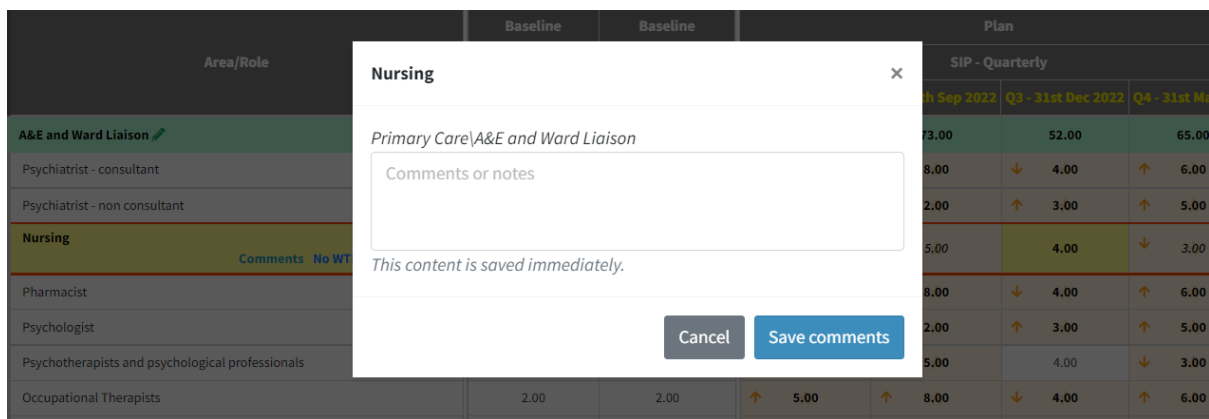 Baseline Baseline Plan
Area/Role SIP - Quarterly
Nursing ×
th Sep 2022 Q3 - 31st Dec 2022 Q4 - 31st Ma
A&E and Ward Liaison 73.00 52.00 65.00
Primary Care\A&E and Ward Liaison
Comments or notes
Psychiatrist - consultant 8.00 4.00 6.00
Psychiatrist - non consultant 2.00 3.00 5.00
Nursing 5.00 4.00 3.00
Comments No WT
This content is saved immediately.
Pharmacist 8.00 4.00 6.00
Psychologist 2.00 3.00 5.00
Cancel Save comments
Psychotherapists and psychological professionals 5.00 4.00 3.00
Occupational Therapists 2.00 2.00 5.00 8.00 4.00 6.00